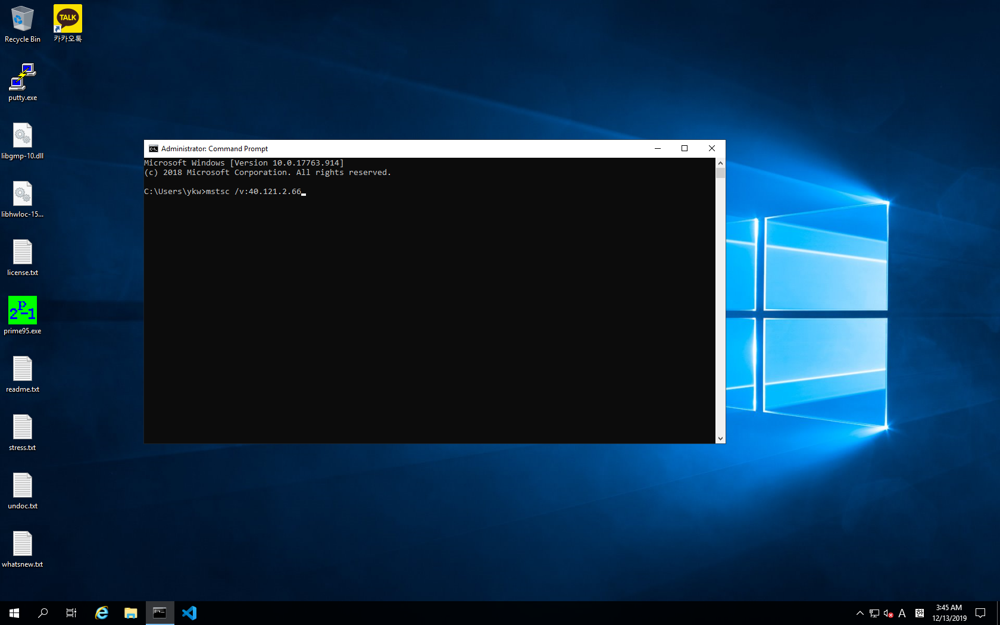 Recycle Bin
TALK
카카오톡
putty.exe
libgmp-10.dll
libhwloc-15...
license.txt
2^P-1
prime95.exe
readme.txt
stress.txt
undoc.txt
whatsnew.txt
Administrator: Command Prompt
Microsoft Windows [Version 10.0.17763.914]
(c) 2018 Microsoft Corporation. All rights reserved.
C:\Users\ykw>mstsc /v:40.121.2.66
A
한
3:45 AM
12/13/2019